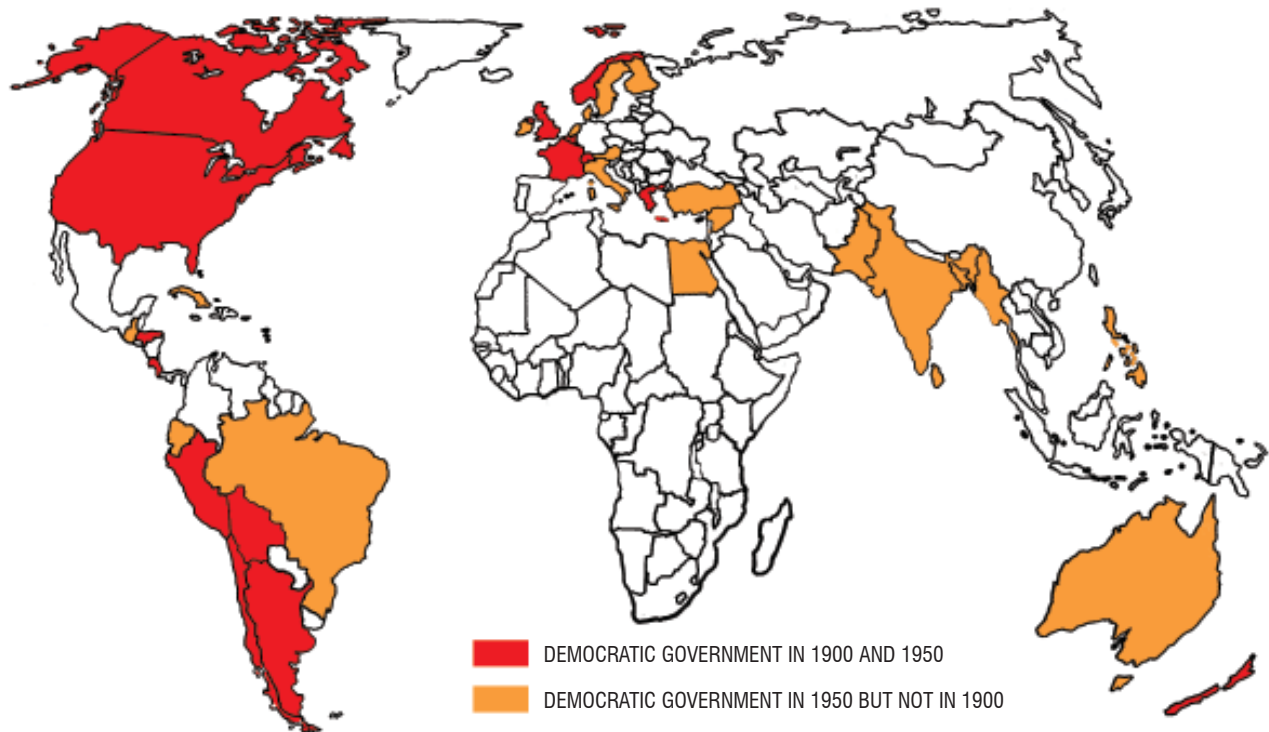 DEMOCRATIC GOVERNMENT IN 1900 AND 1950
DEMOCRATIC GOVERNMENT IN 1950 BUT NOT IN 1900